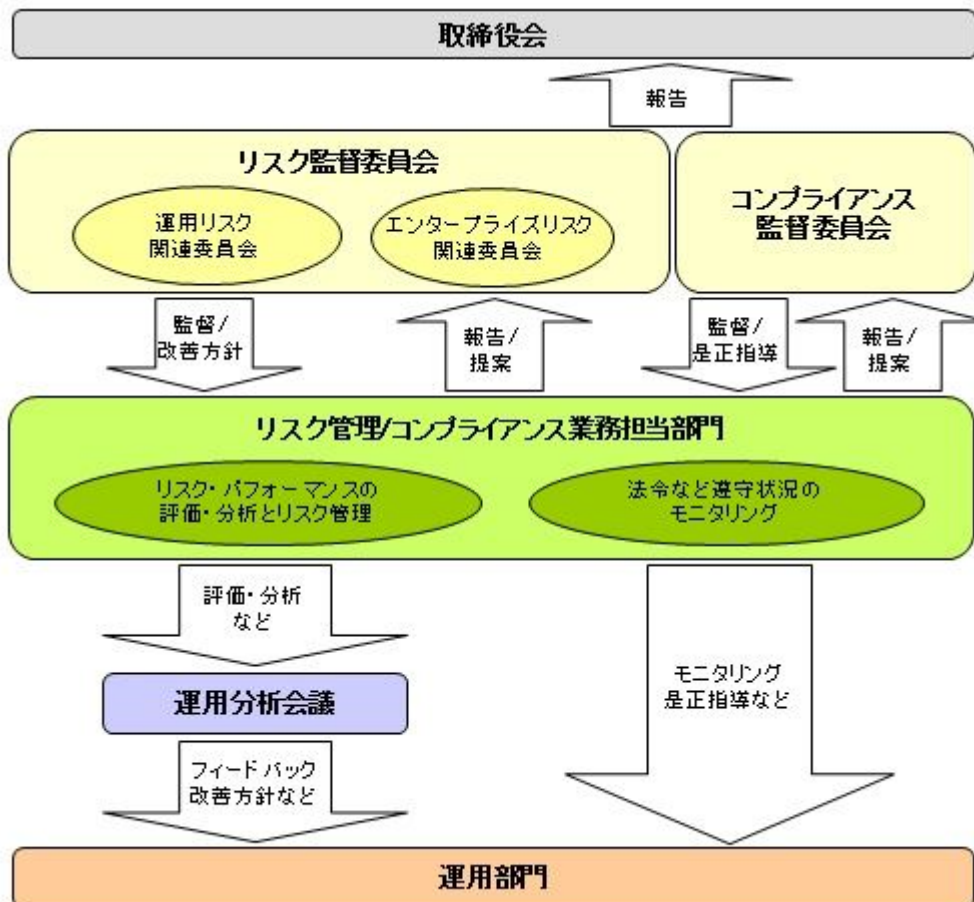 取締役会
報告
リスク監督委員会
運用リスク
関連委員会
エンタープライズリスク
関連委員会
コンプライアンス
監督委員会
監督/
改善方針
報告/
提案
監督/
是正指導
報告/
提案
リスク管理/コンプライアンス業務担当部門
リスク・パフォーマンスの
評価・分析とリスク管理
法令など遵守状況の
モニタリング
評価・分析
など
運用分析会議
モニタリング
是正指導など
フィードバック
改善方針など
運用部門